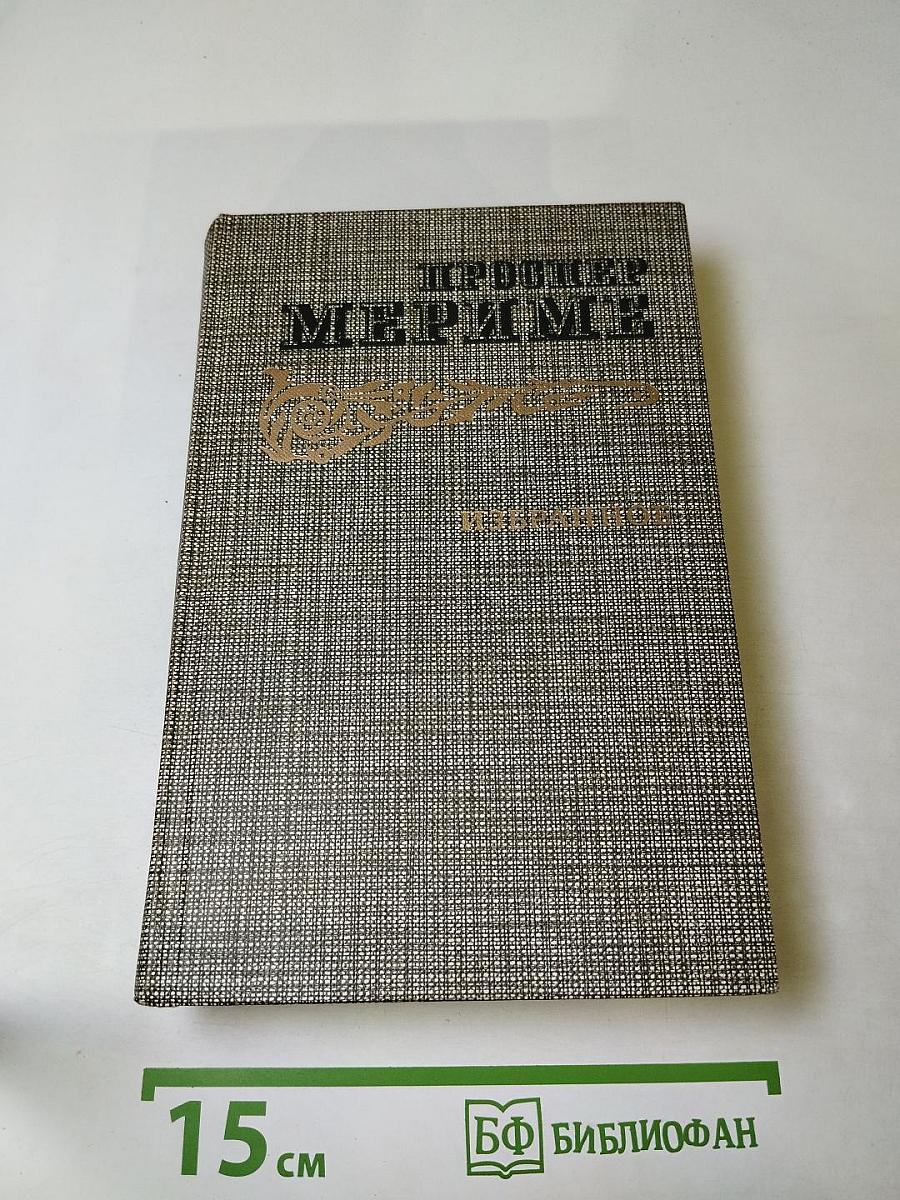 ПРОСПЕР
МЕРИМЕ
ИЗБРАННОЕ
15 см
БФ БИБЛИОФАН